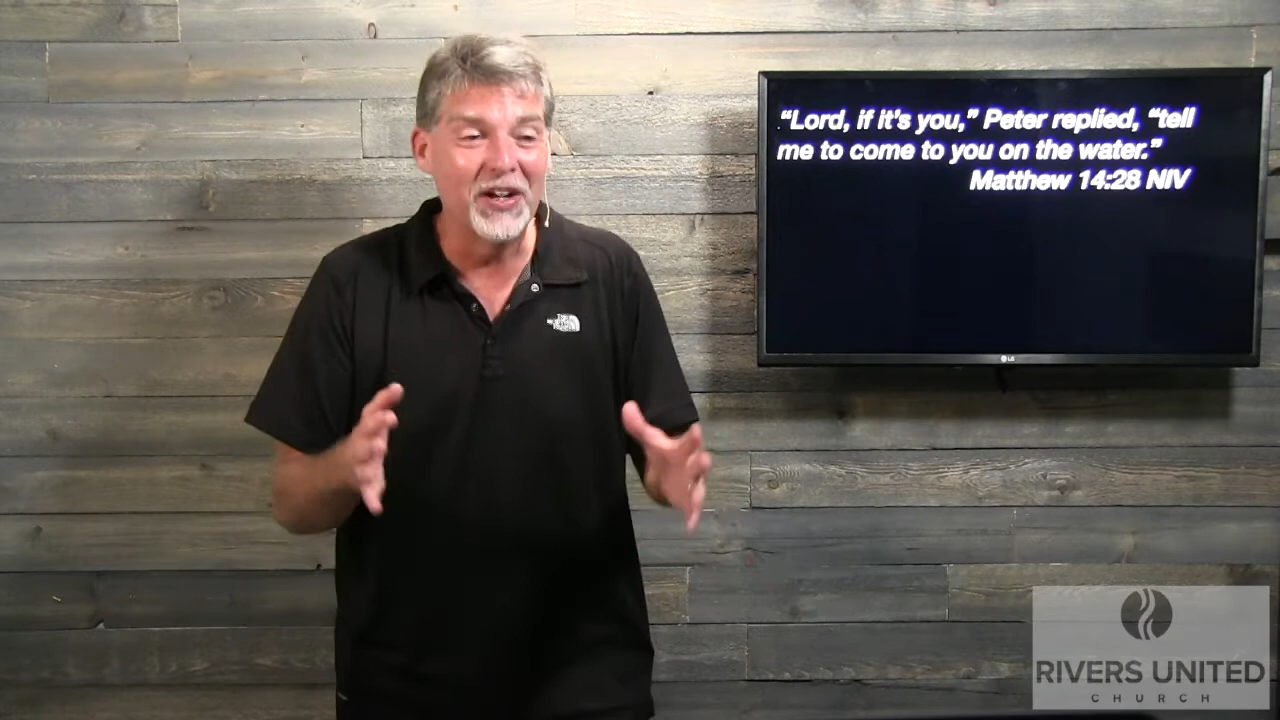 “Lord, if it’s you,” Peter replied, “tell
me to come to you on the water.”
Matthew 14:28 NIV
THE
NORTH
FACE
LG
RIVERS UNITED
CHURCH